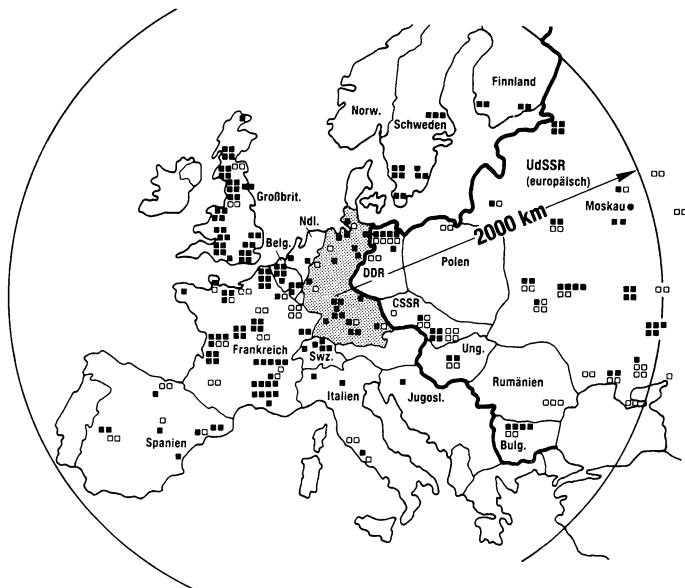 Finnland
Norw.
Schweden
UdSSR
(europäisch)
Großbrit.
Moskau
Ndl.
2000 km
Belg.
DDR
Polen
CSSR
Frankreich
Swz.
Ung.
Rumänien
Italien
Jugosl.
Spanien
Bulg.